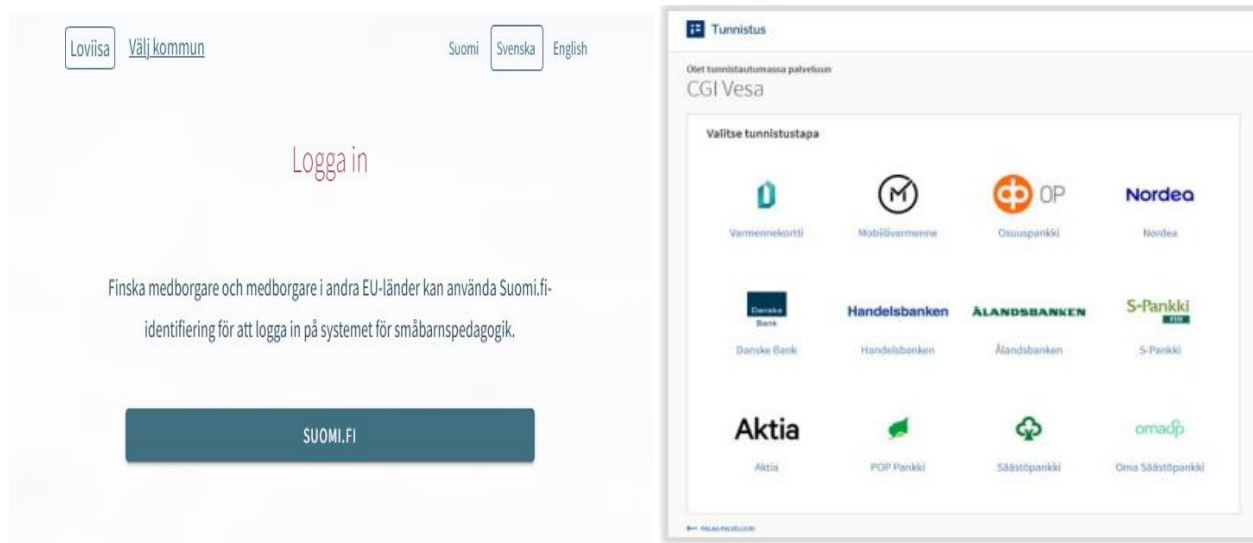 Loviisa Välj kommun Suomi Svenska English
Logga in
Finska medborgare och medborgare i andra EU-länder kan använda Suomi.fi-
identifiering för att logga in på systemet för småbarnspedagogik.
SUOMI.FI
Tunnistus
Olet tunnistautumassa palveluun
CGI Vesa
Valitse tunnistustapa
OP Nordea
Varmennekortti Mobiilivarmenne Osuuspankki Nordea
Danske Bank Handelsbanken ÅLANDSBANKEN S-Pankki
Danske Bank Handelsbanken Ålandsbanken S-Pankki
Aktia omasp
Aktia POP Pankki Säästöpankki Oma Säästöpankki
PALAA PALVELUUN